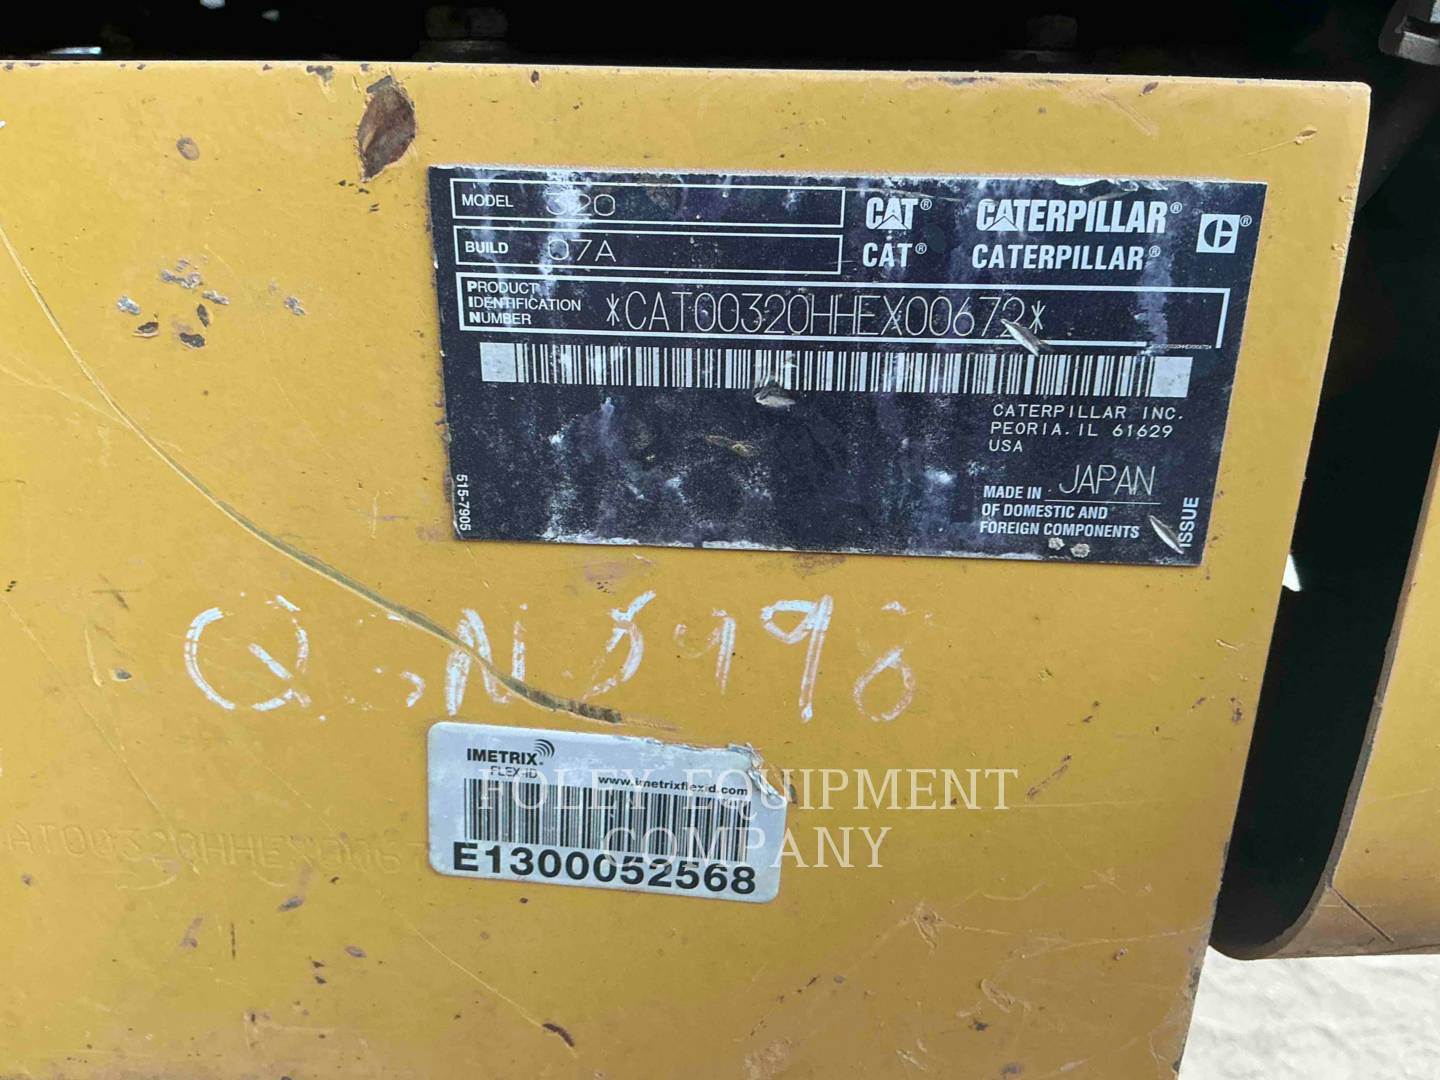 MODEL 320
BUILD 07A
CAT® CATERPILLAR®
CAT® CATERPILLAR®
PRODUCT
IDENTIFICATION
NUMBER
*CAT00320HHEX00672*
CATERPILLAR INC.
PEORIA. IL 61629
USA
MADE IN JAPAN
OF DOMESTIC AND
FOREIGN COMPONENTS
515-7905
ISSUE
IMETRIX
FLEX-ID
www.imetrixflexid.com
E1300052568
FOLEY EQUIPMENT
COMPANY